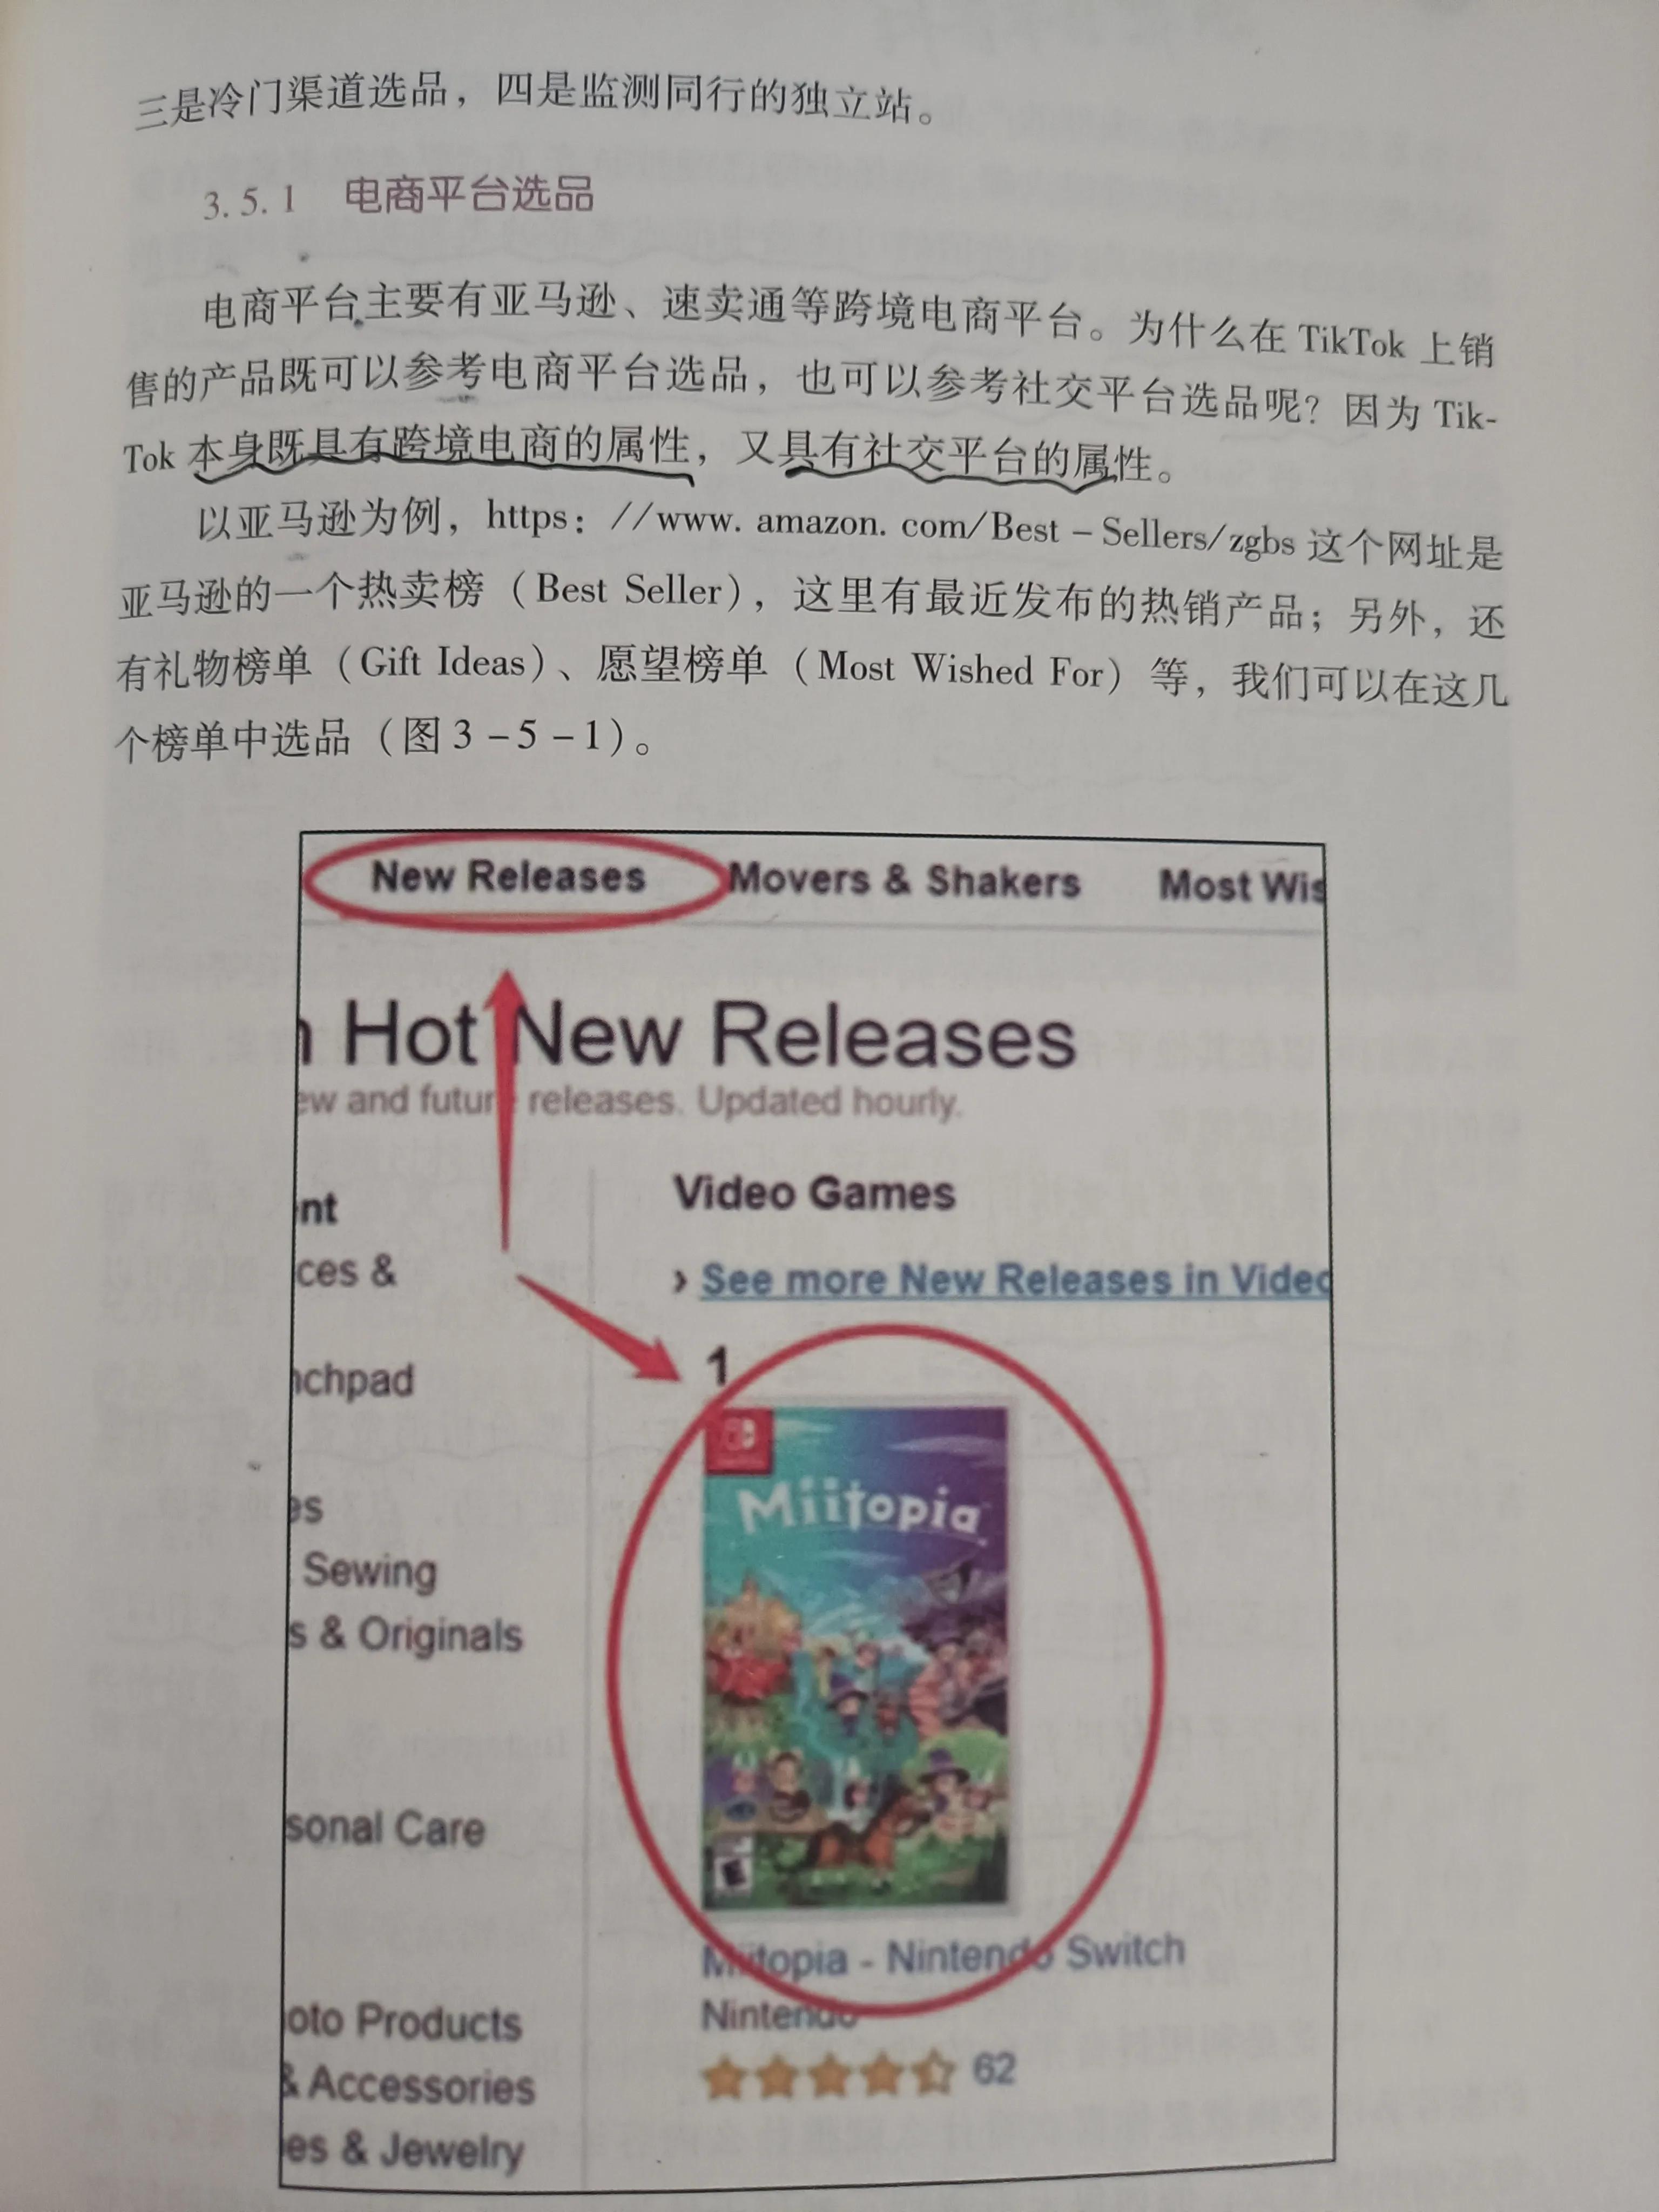 三是冷门渠道选品，四是监测同行的独立站。
3.5.1 电商平台选品
电商平台主要有亚马逊、速卖通等跨境电商平台。为什么在 TikTok 上销
售的产品既可以参考电商平台选品，也可以参考社交平台选品呢？因为 Tik-
Tok 本身既具有跨境电商的属性，又具有社交平台的属性。
以亚马逊为例，https：//www. amazon. com/Best－Sellers/zgbs 这个网址是
亚马逊的一个热卖榜（Best Seller），这里有最近发布的热销产品；另外，还
有礼物榜单（Gift Ideas）、愿望榜单（Most Wished For）等，我们可以在这几
个榜单中选品（图 3－5－1）。
New Releases Movers & Shakers Most Wis
n Hot New Releases
ew and futur releases. Updated hourly.
nt
Video Games
ces &
› See more New Releases in Video
1
nchpad
Miitopia
es
Sewing
s & Originals
sonal Care
E
Miitopia - Nintendo Switch
Nintendo
oto Products
62
& Accessories
es & Jewelry